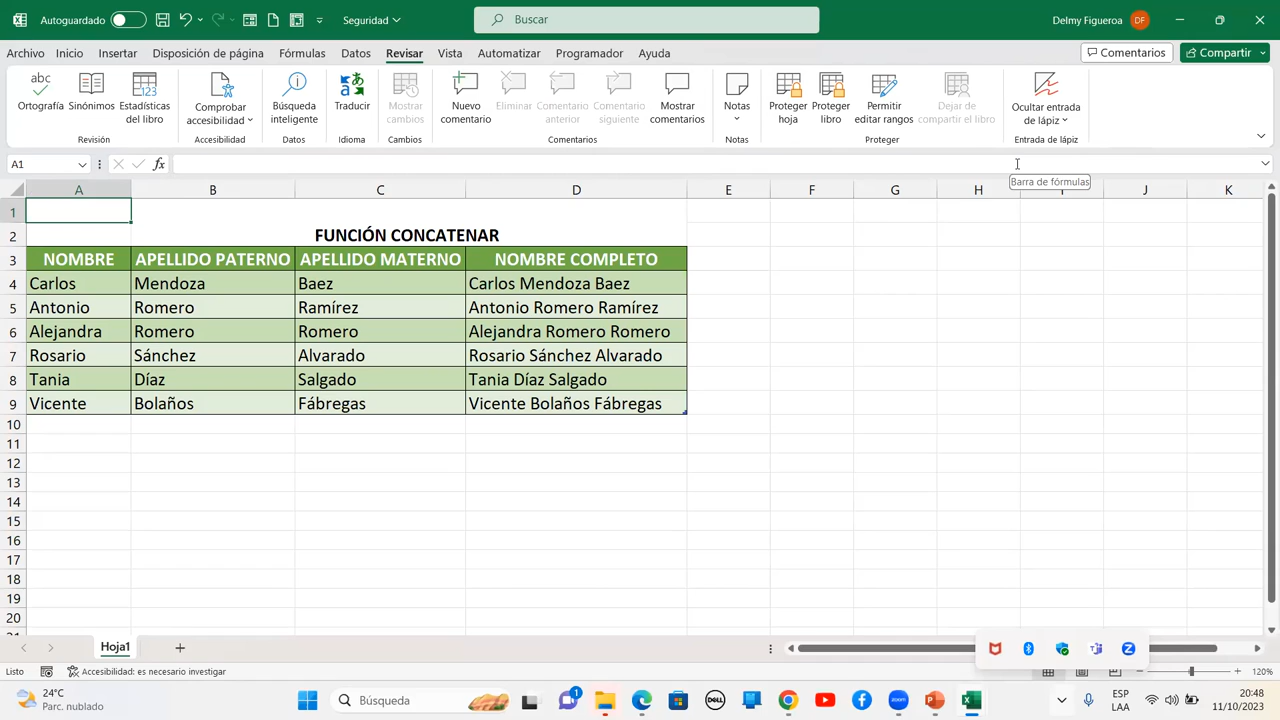 Autoguardado
Seguridad
Buscar
Delmy Figueroa
DF
Archivo
Inicio
Insertar
Disposición de página
Fórmulas
Datos
Revisar
Vista
Automatizar
Programador
Ayuda
Comentarios
Compartir
abc
Ortografía
Sinónimos
123
Estadísticas
del libro
Revisión
Comprobar
accesibilidad
Accesibilidad
Búsqueda
inteligente
Datos
Traducir
Idioma
Mostrar
cambios
Cambios
Nuevo
comentario
Eliminar
Comentario
anterior
Comentario
siguiente
Mostrar
comentarios
Comentarios
Notas
Notas
Proteger
hoja
Proteger
libro
Permitir
editar rangos
Dejar de
compartir el libro
Proteger
Ocultar entrada
de lápiz
Entrada de lápiz
A1
fx
Barra de fórmulas
A B C D E F G H I J K
1
2 FUNCIÓN CONCATENAR
3 NOMBRE APELLIDO PATERNO APELLIDO MATERNO NOMBRE COMPLETO
4 Carlos Mendoza Baez Carlos Mendoza Baez
5 Antonio Romero Ramírez Antonio Romero Ramírez
6 Alejandra Romero Romero Alejandra Romero Romero
7 Rosario Sánchez Alvarado Rosario Sánchez Alvarado
8 Tania Díaz Salgado Tania Díaz Salgado
9 Vicente Bolaños Fábregas Vicente Bolaños Fábregas
10
11
12
13
14
15
16
17
18
19
20
21
Hoja1
Listo
Accesibilidad: es necesario investigar
120%
24°C
Parc. nublado
Búsqueda
1
DELL
zoom
ESP
LAA
20:48
11/10/2023